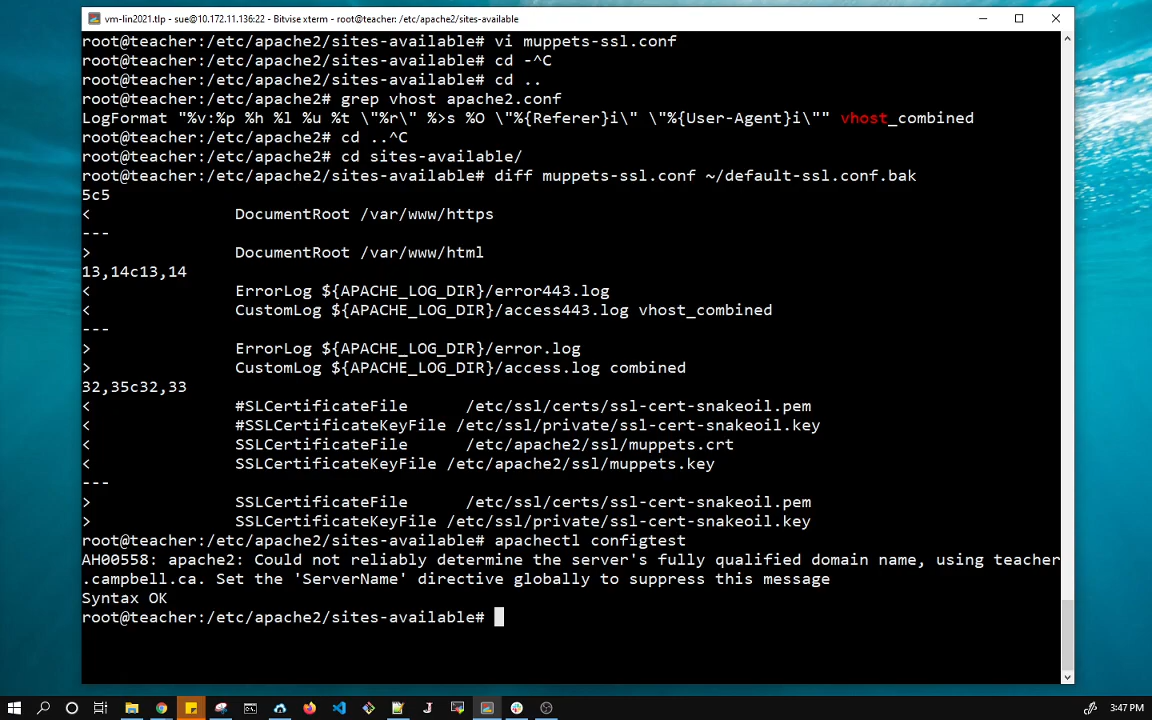 vm-lin2021.tlp - sue@10.172.11.136:22 - Bitvise xterm - root@teacher: /etc/apache2/sites-available
root@teacher:/etc/apache2/sites-available# vi muppets-ssl.conf
root@teacher:/etc/apache2/sites-available# cd -^C
root@teacher:/etc/apache2/sites-available# cd ..
root@teacher:/etc/apache2# grep vhost apache2.conf
LogFormat "%v:%p %h %l %u %t \"%r\" %>s %O \"%{Referer}i\" \"%{User-Agent}i\"" vhost_combined
root@teacher:/etc/apache2# cd ..^C
root@teacher:/etc/apache2# cd sites-available/
root@teacher:/etc/apache2/sites-available# diff muppets-ssl.conf ~/default-ssl.conf.bak
5c5
< DocumentRoot /var/www/https
---
> DocumentRoot /var/www/html
13,14c13,14
< ErrorLog ${APACHE_LOG_DIR}/error443.log
< CustomLog ${APACHE_LOG_DIR}/access443.log vhost_combined
---
> ErrorLog ${APACHE_LOG_DIR}/error.log
> CustomLog ${APACHE_LOG_DIR}/access.log combined
32,35c32,33
< #SLCertificateFile /etc/ssl/certs/ssl-cert-snakeoil.pem
< #SSLCertificateKeyFile /etc/ssl/private/ssl-cert-snakeoil.key
< SSLCertificateFile /etc/apache2/ssl/muppets.crt
< SSLCertificateKeyFile /etc/apache2/ssl/muppets.key
---
> SSLCertificateFile /etc/ssl/certs/ssl-cert-snakeoil.pem
> SSLCertificateKeyFile /etc/ssl/private/ssl-cert-snakeoil.key
root@teacher:/etc/apache2/sites-available# apachectl configtest
AH00558: apache2: Could not reliably determine the server's fully qualified domain name, using teacher
.campbell.ca. Set the 'ServerName' directive globally to suppress this message
Syntax OK
root@teacher:/etc/apache2/sites-available#
3:47 PM